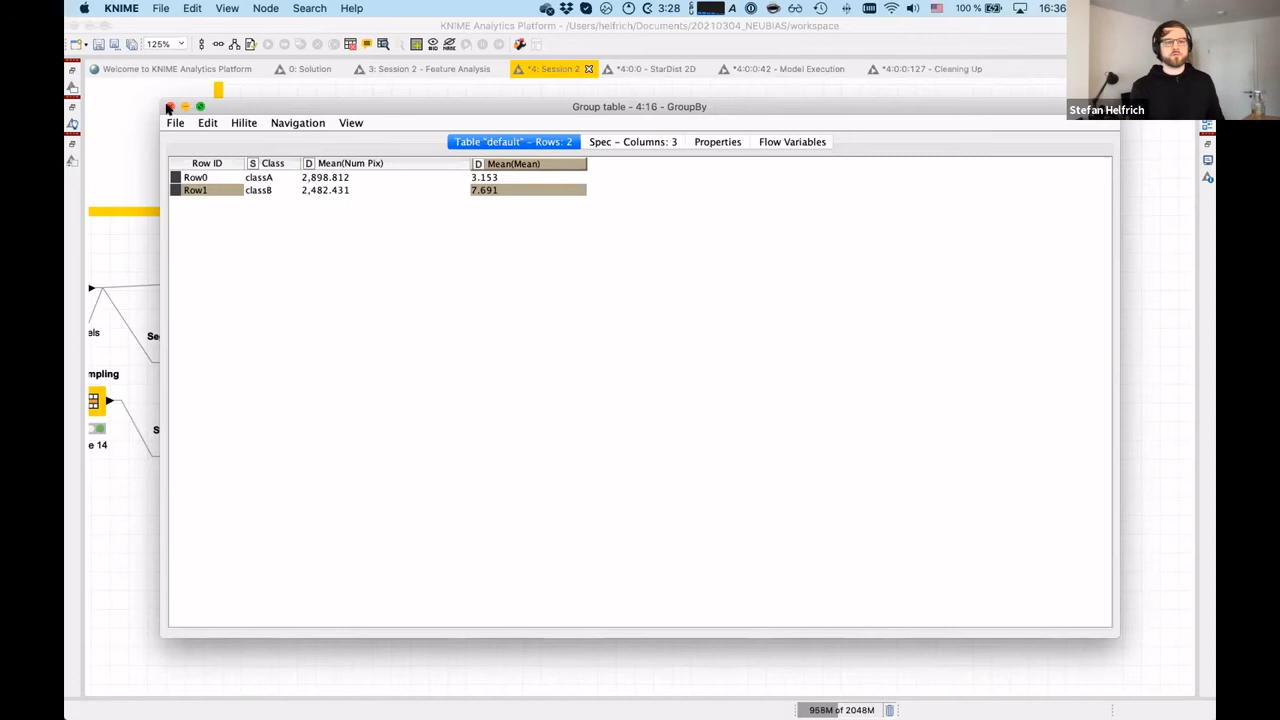 KNIME File Edit View Node Search Help 3:28 100 % 16:36
KNIME Analytics Platform - /Users/helfrich/Documents/20210304_NEUBIAS/workspace
125%
Welcome to KNIME Analytics Platform 0: Solution 3: Session 2 - Feature Analysis *4: Session 2 *4:0:0 - StarDist 2D *4:0:0:42 - Model Execution *4:0:0:127 - Cleaning Up
Stefan Helfrich
Group table - 4:16 - GroupBy
File Edit Hilite Navigation View
Table "default" - Rows: 2 Spec - Columns: 3 Properties Flow Variables
Row ID S Class D Mean(Num Pix) D Mean(Mean)
Row0 classA 2,898.812 3.153
Row1 classB 2,482.431 7.691
els
Se
mpling
S
e 14
958M of 2048M